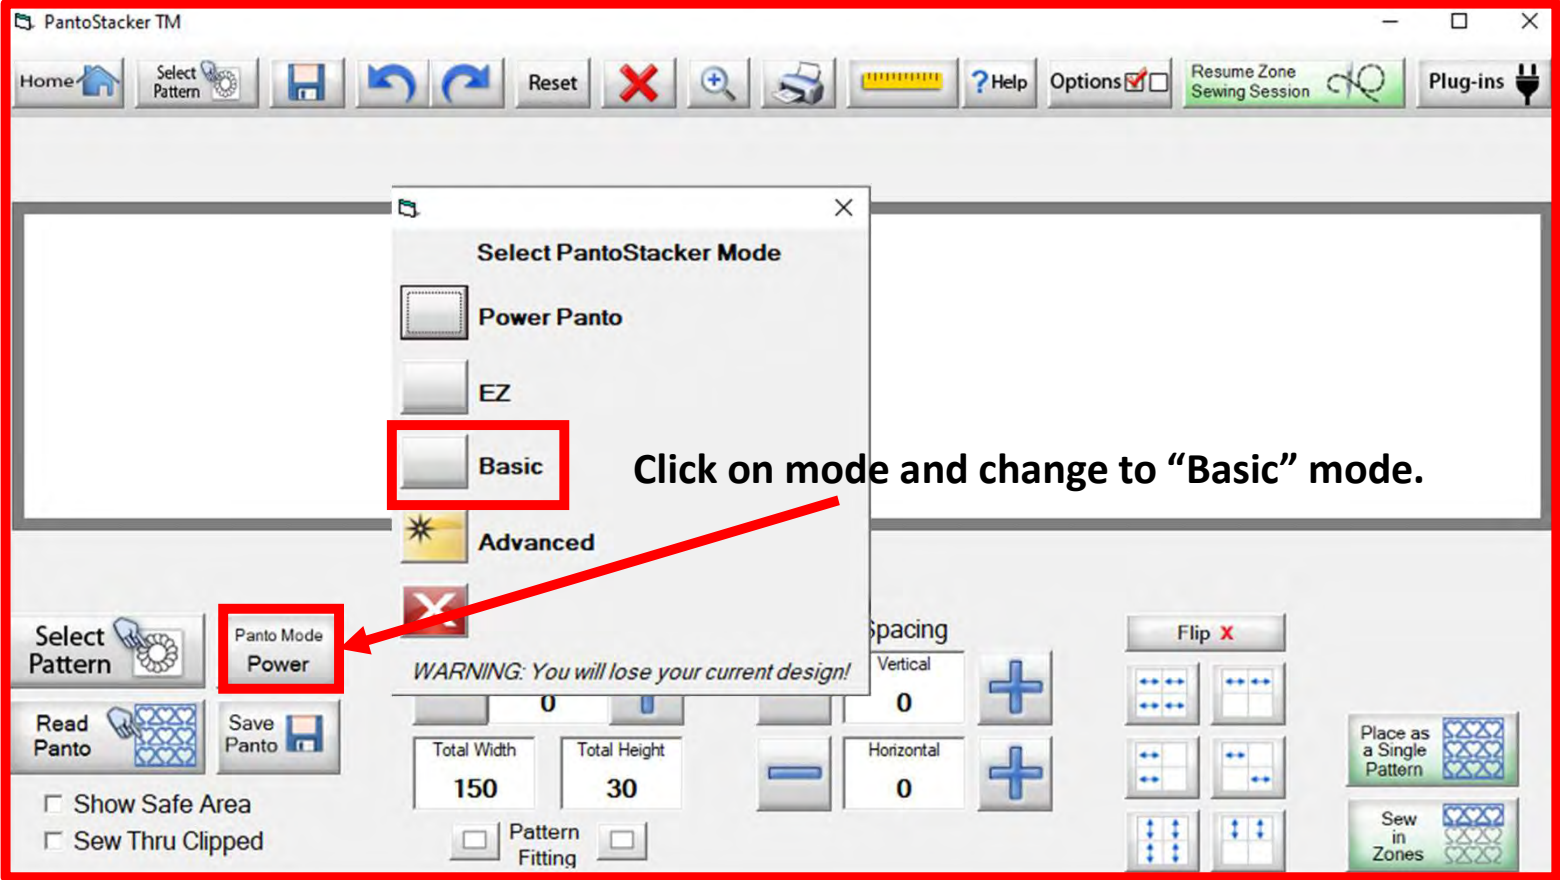 PantoStacker TM
Home
Select
Pattern
Reset
?Help
Options
Resume Zone
Sewing Session
Plug-ins
Select PantoStacker Mode
Power Panto
EZ
Basic
Click on mode and change to “Basic” mode.
Advanced
X
WARNING: You will lose your current design!
Select
Pattern
Panto Mode
Power
Read
Panto
Save
Panto
Show Safe Area
Sew Thru Clipped
0
Total Width
150
Total Height
30
Pattern
Fitting
Spacing
Vertical
0
Horizontal
0
Flip X
Place as
a Single
Pattern
Sew
in
Zones